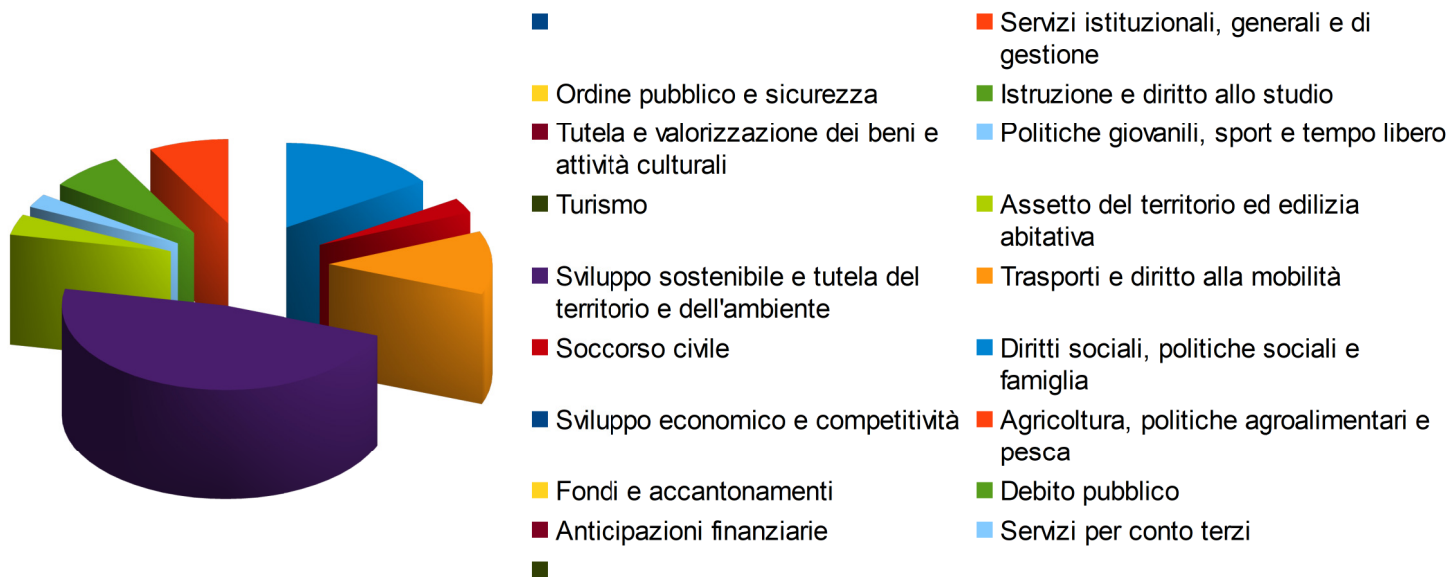 Servizi istituzionali, generali e di
gestione
Ordine pubblico e sicurezza
Istruzione e diritto allo studio
Tutela e valorizzazione dei beni e
attività culturali
Politiche giovanili, sport e tempo libero
Turismo
Assetto del territorio ed edilizia
abitativa
Sviluppo sostenibile e tutela del
territorio e dell'ambiente
Trasporti e diritto alla mobilità
Soccorso civile
Diritti sociali, politiche sociali e
famiglia
Sviluppo economico e competitività
Agricoltura, politiche agroalimentari e
pesca
Fondi e accantonamenti
Debito pubblico
Anticipazioni finanziarie
Servizi per conto terzi